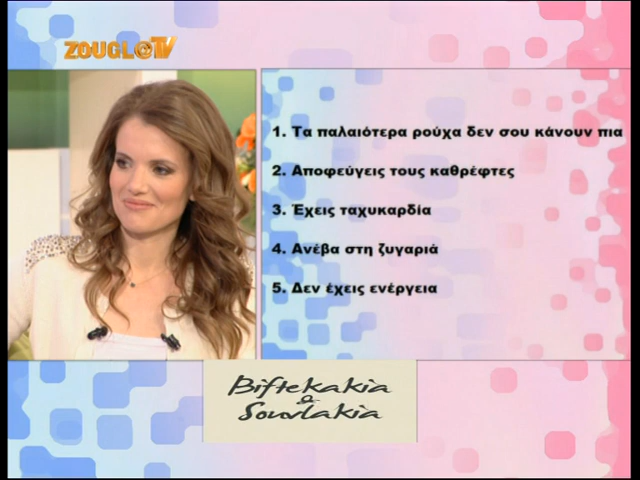 ZOUGL@TV
1. Τα παλαιότερα ρούχα δεν σου κάνουν πια
2. Αποφεύγεις τους καθρέφτες
3. Έχεις ταχυκαρδία
4. Ανέβα στη ζυγαριά
5. Δεν έχεις ενέργεια
Biftekakia
&
Souvlakia